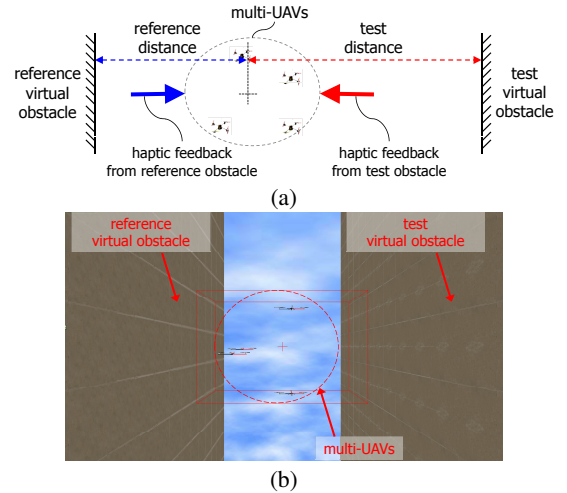 multi-UAVs
reference
distance
test
distance
reference
virtual
obstacle
test
virtual
obstacle
haptic feedback
from reference obstacle
haptic feedback
from test obstacle
(a)
reference
virtual obstacle
test
virtual obstacle
multi-UAVs
(b)